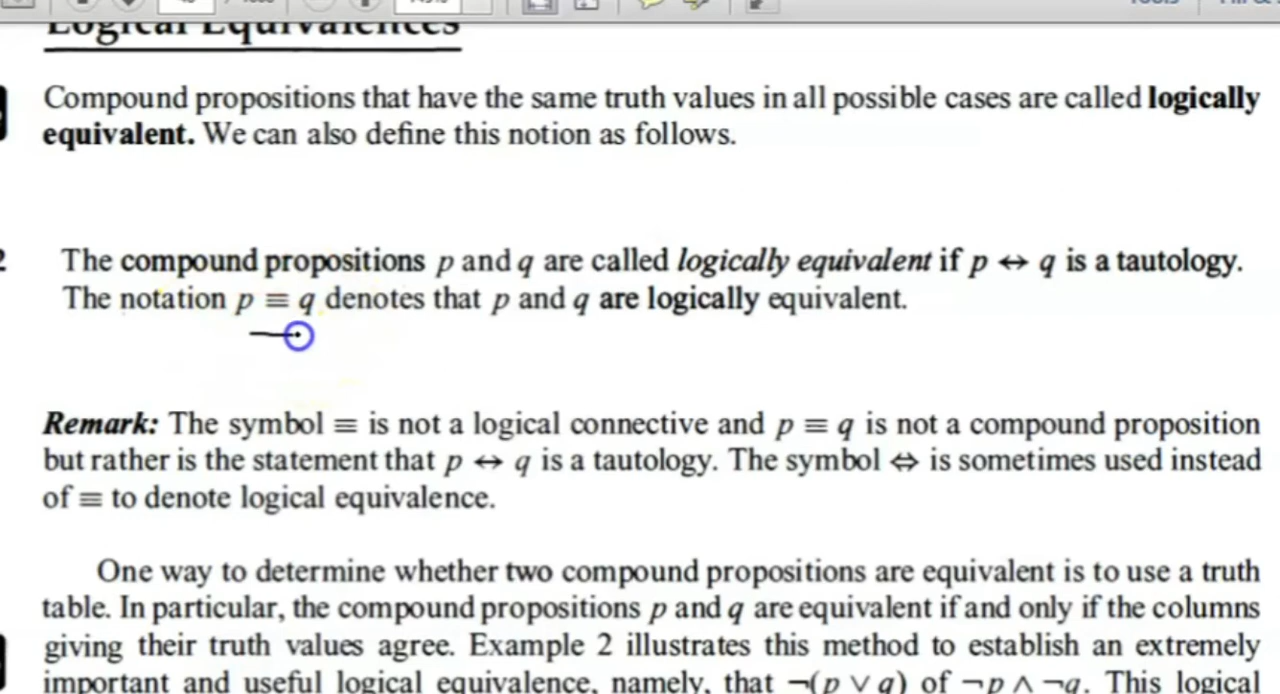 Logical Equivalences
Compound propositions that have the same truth values in all possible cases are called logically
equivalent. We can also define this notion as follows.
The compound propositions p and q are called logically equivalent if p ↔ q is a tautology.
The notation p ≡ q denotes that p and q are logically equivalent.
Remark: The symbol ≡ is not a logical connective and p ≡ q is not a compound proposition
but rather is the statement that p ↔ q is a tautology. The symbol ⇔ is sometimes used instead
of ≡ to denote logical equivalence.
One way to determine whether two compound propositions are equivalent is to use a truth
table. In particular, the compound propositions p and q are equivalent if and only if the columns
giving their truth values agree. Example 2 illustrates this method to establish an extremely
important and useful logical equivalence, namely, that ¬(p ∨ q) of ¬p ∧ ¬q. This logical